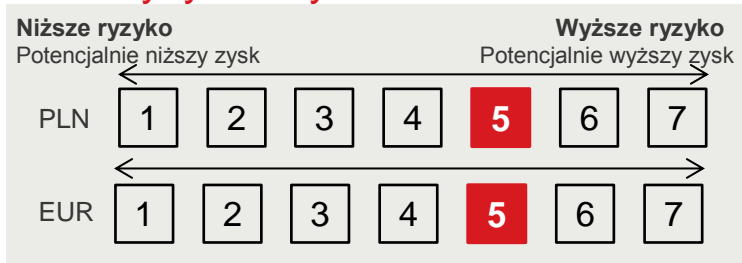 Niższe ryzyko Wyższe ryzyko
Potencjalnie niższy zysk Potencjalnie wyższy zysk
PLN 1 2 3 4 5 6 7
EUR 1 2 3 4 5 6 7